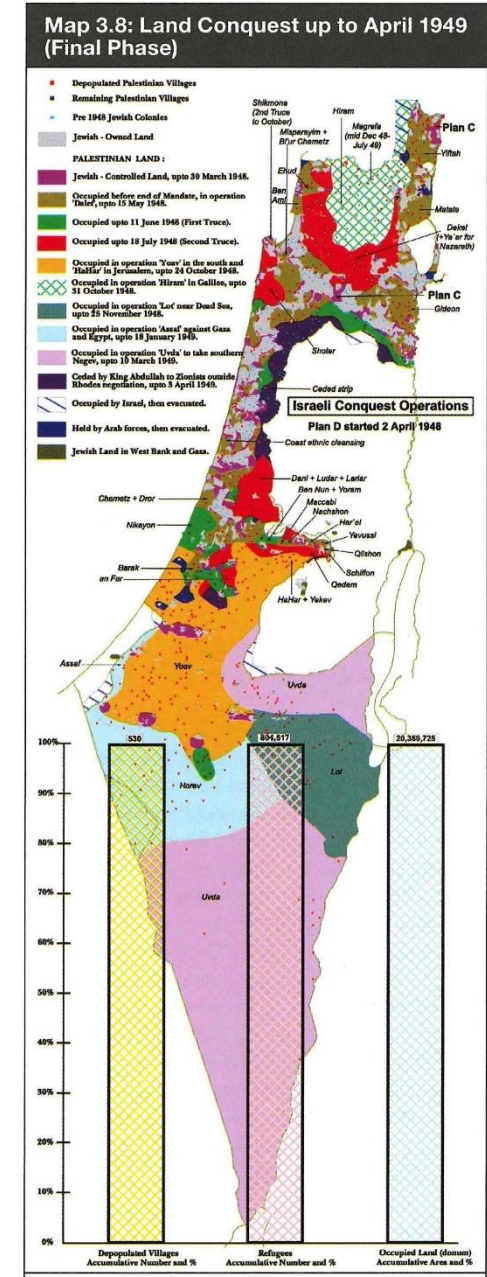 Map 3.8: Land Conquest up to April 1949
(Final Phase)
Depopulated Palestinian Villages
Remaining Palestinian Villages
Pre 1948 Jewish Colonies
Jewish - Owned Land
PALESTINIAN LAND :
Jewish - Controlled Land, upto 30 March 1948.
Occupied before end of Mandate, in operation
'Dalet', upto 15 May 1948.
Occupied upto 11 June 1948 (First Truce).
Occupied upto 18 July 1948 (Second Truce).
Occupied in operation 'Yoav' in the south and
'HaHar' in Jerusalem, upto 24 October 1948.
Occupied in operation 'Hiram' in Galilee, upto
31 October 1948.
Occupied in operation 'Lot' near Dead Sea,
upto 25 November 1948.
Occupied in operation 'Assaf' against Gaza
and Egypt, upto 18 January 1949.
Occupied in operation 'Uvda' to take southern
Negev, upto 10 March 1949.
Ceded by King Abdullah to Zionists outside
Rhodes negotiation, upto 3 April 1949.
Occupied by Israel, then evacuated.
Held by Arab forces, then evacuated.
Jewish Land in West Bank and Gaza.
Shikmona
(2nd Truce
to October)
Misparayim +
Bi'ur Chametz
Hiram
Magrefa
(mid Dec 48-
July 49)
Plan C
Yiftah
Ehud
Ben
Ami
Matate
Dekel
(+Ya`ar for
Nazareth)
Plan C
Gideon
Shoter
Ceded strip
Israeli Conquest Operations
Plan D started 2 April 1948
Coast ethnic cleansing
Dani + Ludar + Larlar
Ben Nun + Yoram
Maccabi
Nachshon
Chametz + Dror
Har'el
Yevussi
Nikayon
Qilshon
Schiffon
Barak
an Far
Qedem
HaHar + Yekev
Assaf
Yoav
Uvda
Lot
Horev
Uvda
100%
90%
80%
70%
60%
50%
40%
30%
20%
10%
0%
530
804,517
20,359,725
Depopulated Villages
Accumulative Number and %
Refugees
Accumulative Number and %
Occupied Land (donum)
Accumulative Area and %